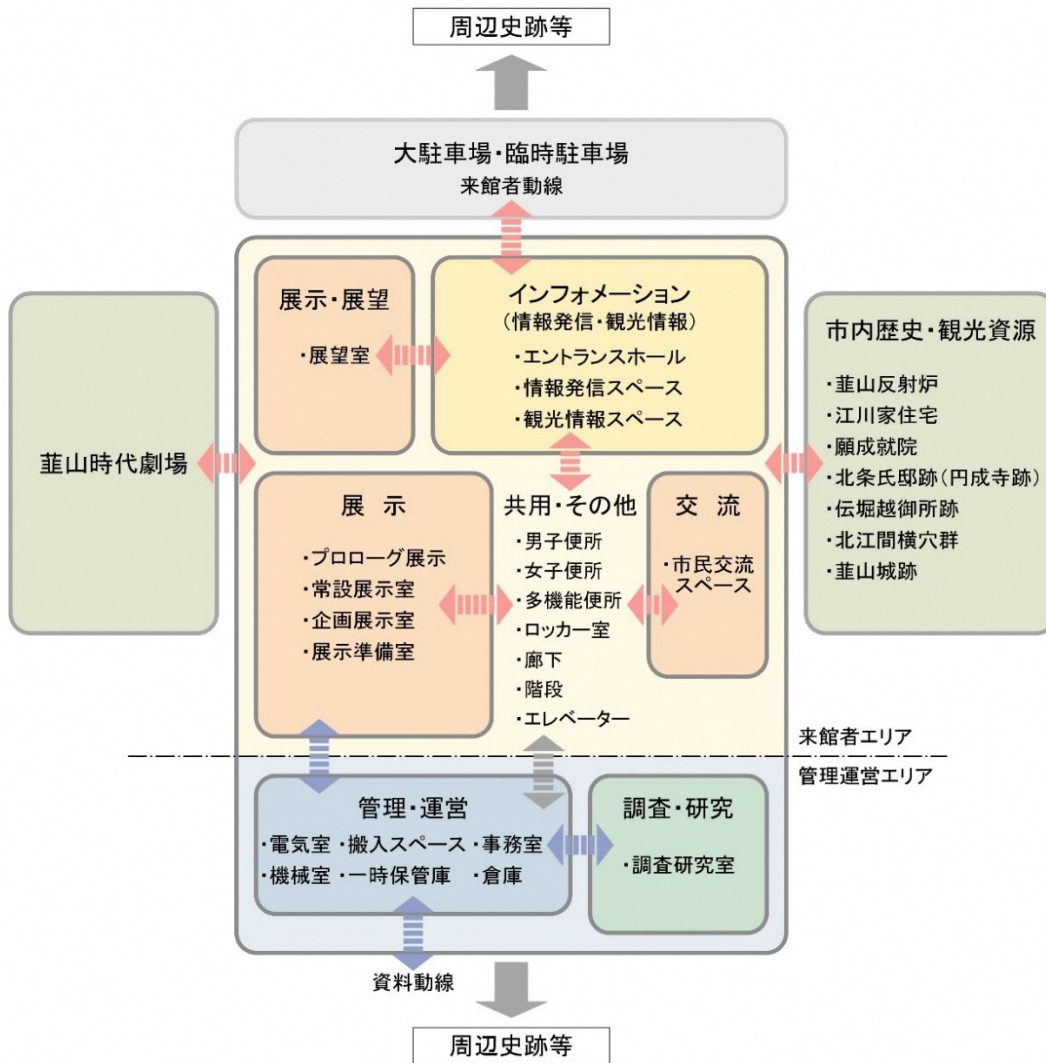 周辺史跡等
大駐車場・臨時駐車場
来館者動線
展示・展望
・展望室
インフォメーション
（情報発信・観光情報）
・エントランスホール
・情報発信スペース
・観光情報スペース
韮山時代劇場
市内歴史・観光資源
・韮山反射炉
・江川家住宅
・願成就院
・北条氏邸跡（円成寺跡）
・伝堀越御所跡
・北江間横穴群
・韮山城跡
展 示
・プロローグ展示
・常設展示室
・企画展示室
・展示準備室
共用・その他
・男子便所
・女子便所
・多機能便所
・ロッカー室
・廊下
・階段
・エレベーター
交 流
・市民交流
スペース
来館者エリア
管理運営エリア
管理・運営
・電気室 ・搬入スペース ・事務室
・機械室 ・一時保管庫 ・倉庫
調査・研究
・調査研究室
資料動線
周辺史跡等